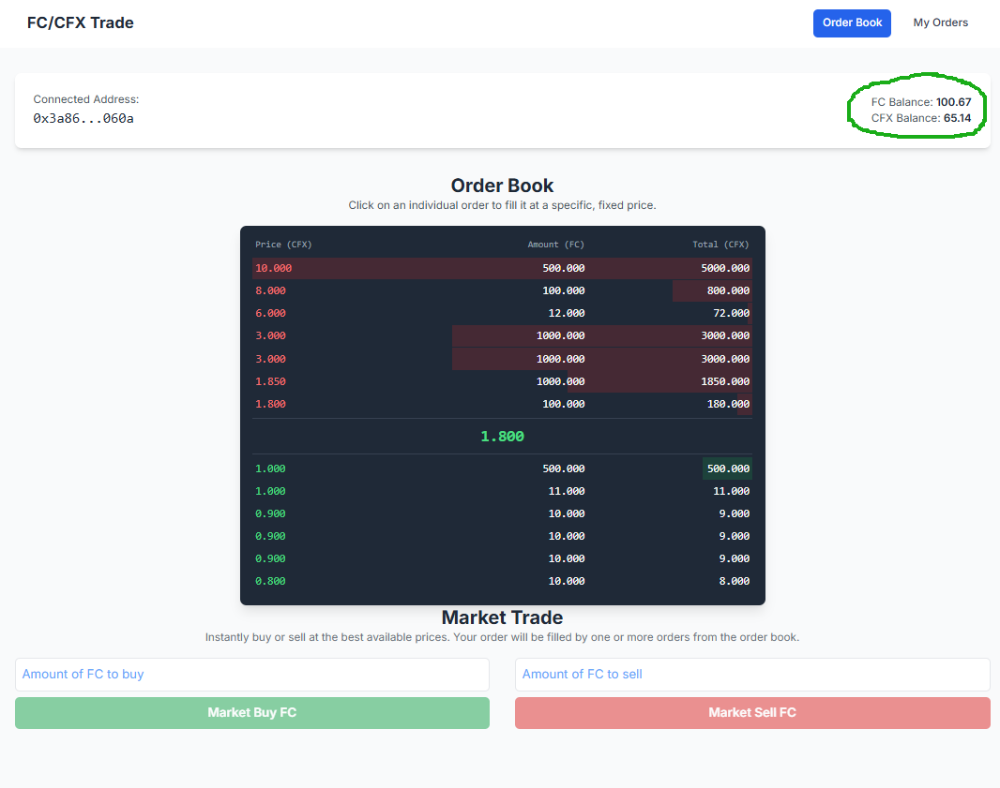 FC/CFX Trade
Order Book
My Orders
Connected Address:
0x3a86...060a
FC Balance: 100.67
CFX Balance: 65.14
Order Book
Click on an individual order to fill it at a specific, fixed price.
Price (CFX) Amount (FC) Total (CFX)
10.000 500.000 5000.000
8.000 100.000 800.000
6.000 12.000 72.000
3.000 1000.000 3000.000
3.000 1000.000 3000.000
1.850 1000.000 1850.000
1.800 100.000 180.000
1.800
1.000 500.000 500.000
1.000 11.000 11.000
0.900 10.000 9.000
0.900 10.000 9.000
0.900 10.000 9.000
0.800 10.000 8.000
Market Trade
Instantly buy or sell at the best available prices. Your order will be filled by one or more orders from the order book.
Amount of FC to buy
Amount of FC to sell
Market Buy FC
Market Sell FC